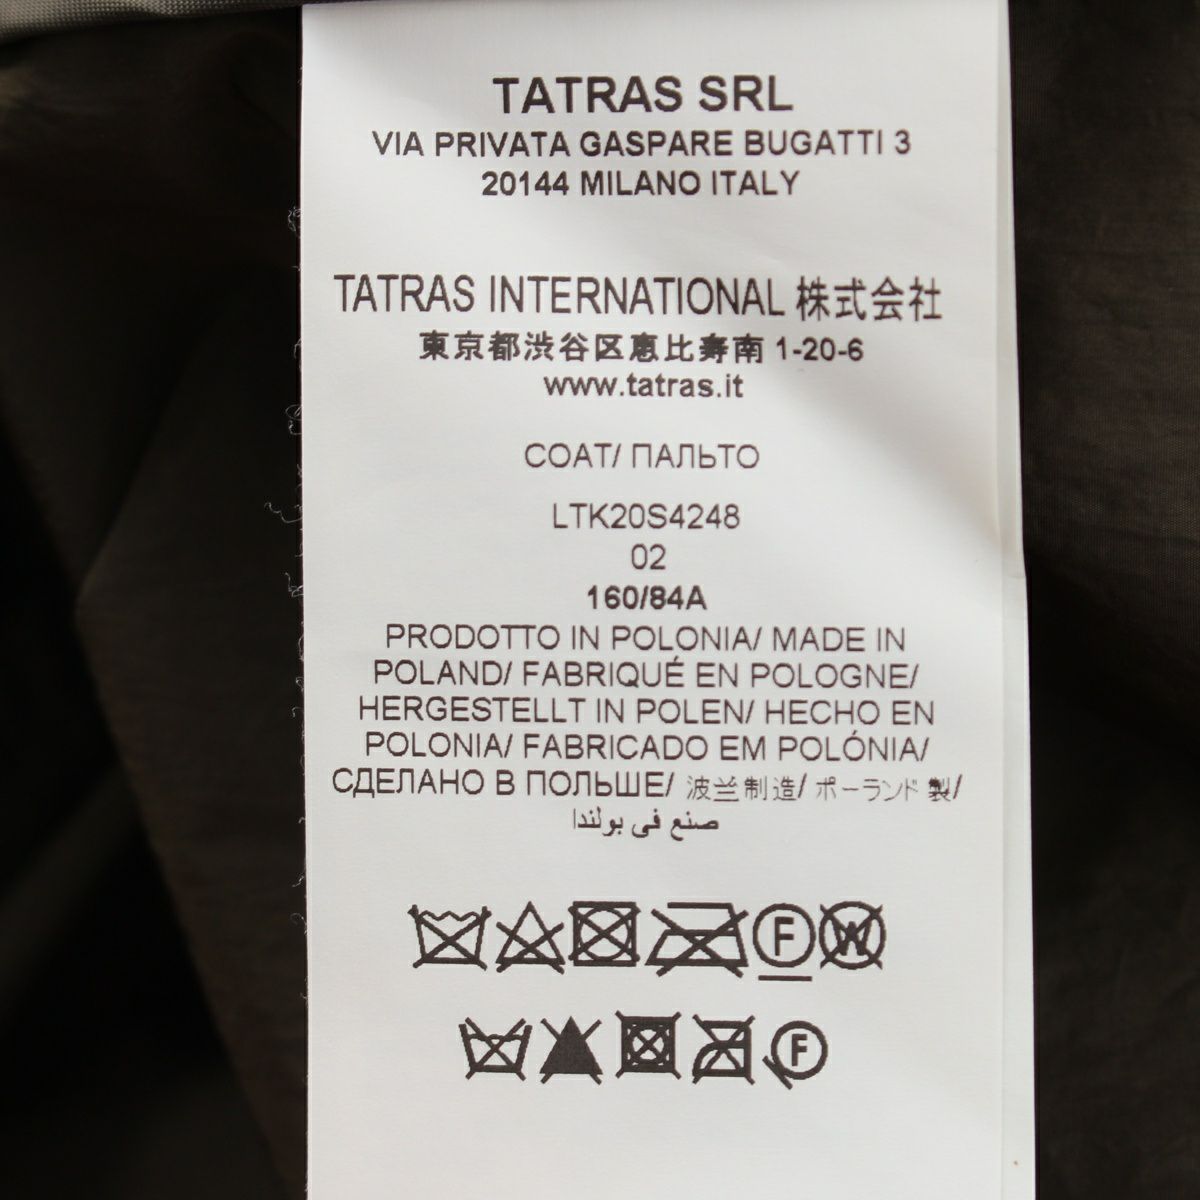 TATRAS SRL
VIA PRIVATA GASPARE BUGATTI 3
20144 MILANO ITALY
TATRAS INTERNATIONAL 株式会社
東京都渋谷区恵比寿南 1-20-6
www.tatras.it
COAT/ ПАЛЬТО
LTK20S4248
02
160/84A
PRODOTTO IN POLONIA/ MADE IN
POLAND/ FABRIQUÉ EN POLOGNE/
HERGESTELLT IN POLEN/ HECHO EN
POLONIA/ FABRICADO EM POLÓNIA/
СДЕЛАНО В ПОЛЬШЕ/ 波兰制造/ ポーランド 製/
صنع في بولندا
F W
F